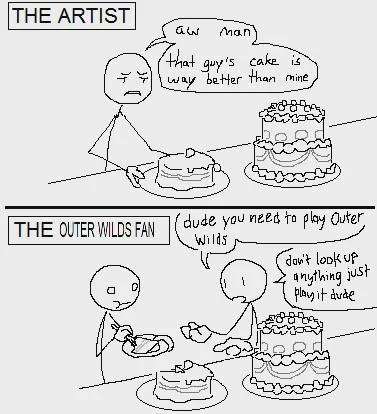 THE ARTIST
aw man
that guy's cake is
way better than mine
THE OUTER WILDS FAN
dude you need to play Outer
Wilds
don't look up
anything just
play it dude